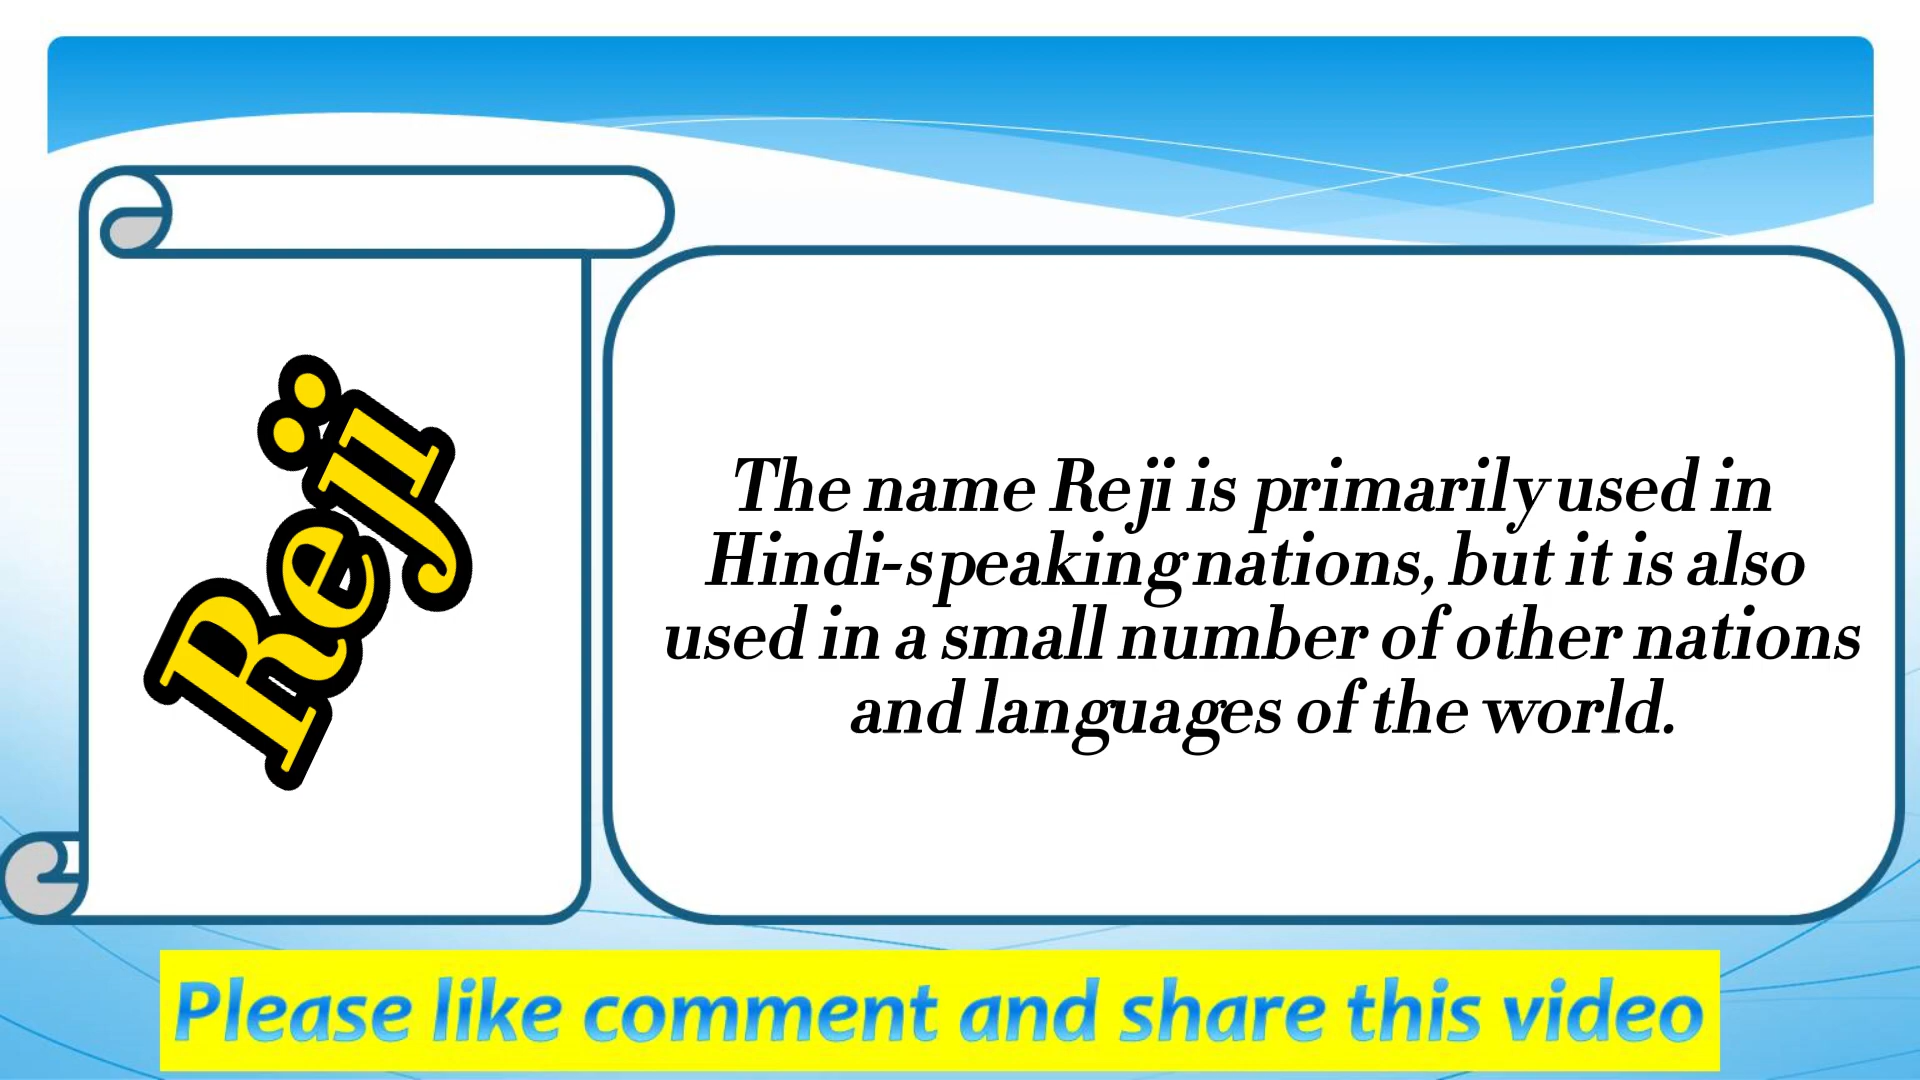 Reji
The name Reji is primarily used in
Hindi-speaking nations, but it is also
used in a small number of other nations
and languages of the world.
Please like comment and share this video